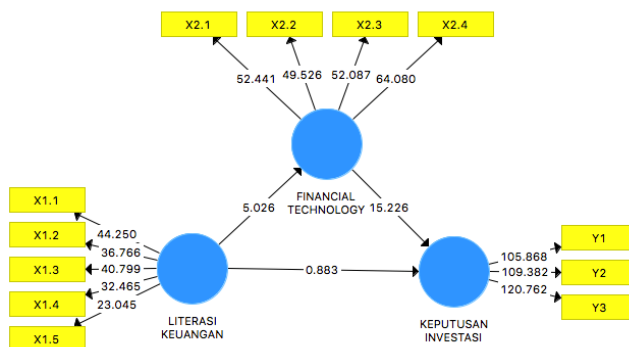 X2.1
X2.2
X2.3
X2.4
52.441
49.526
52.087
64.080
FINANCIAL
TECHNOLOGY
5.026
15.226
X1.1
X1.2
X1.3
X1.4
X1.5
44.250
36.766
40.799
32.465
23.045
LITERASI
KEUANGAN
0.883
KEPUTUSAN
INVESTASI
105.868
109.382
120.762
Y1
Y2
Y3